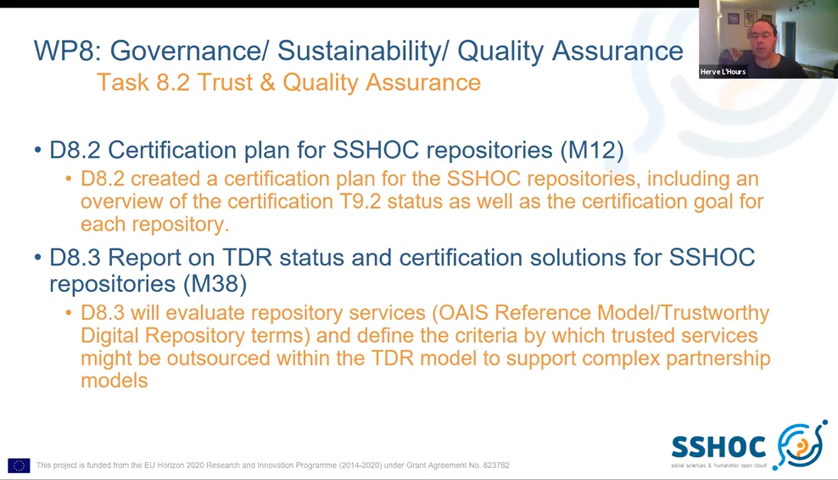 WP8: Governance/ Sustainability/ Quality Assurance
Task 8.2 Trust & Quality Assurance
Herve L'Hours
• D8.2 Certification plan for SSHOC repositories (M12)
• D8.2 created a certification plan for the SSHOC repositories, including an
overview of the certification T9.2 status as well as the certification goal for
each repository.
• D8.3 Report on TDR status and certification solutions for SSHOC
repositories (M38)
• D8.3 will evaluate repository services (OAIS Reference Model/Trustworthy
Digital Repository terms) and define the criteria by which trusted services
might be outsourced within the TDR model to support complex partnership
models
SSHOC
social sciences & humanities open cloud
This project is funded from the EU Horizon 2020 Research and Innovation Programme (2014-2020) under Grant Agreement No. 823782